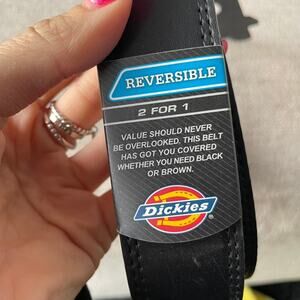 REVERSIBLE
2 FOR 1
VALUE SHOULD NEVER
BE OVERLOOKED. THIS BELT
HAS GOT YOU COVERED
WHETHER YOU NEED BLACK
OR BROWN.
Dickies